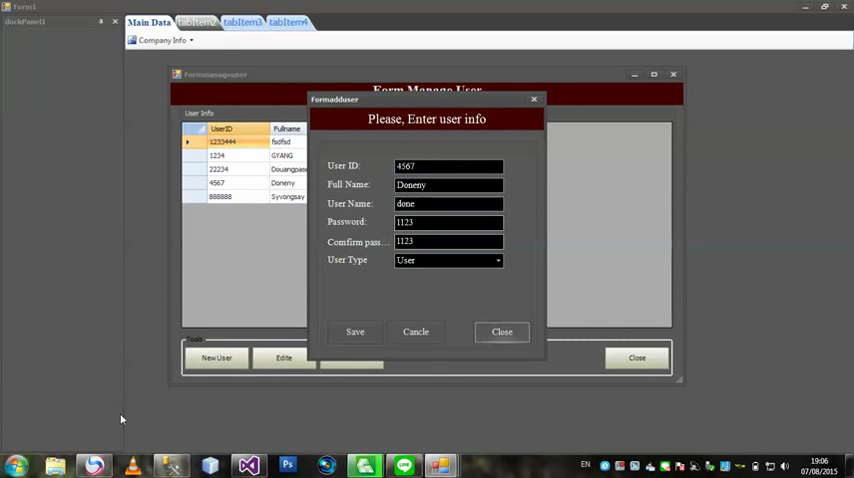 Form1
dockPanel1
Main Data tabItem2 tabItem3 tabItem4
Company Info
Formmanageuser
Form Manage User
User Info
UserID Fullname
1233444 fsdfsd
1234 GYANG
22234 Douangpase
4567 Doneny
888888 Syvongsay
Formadduser
Please, Enter user info
User ID: 4567
Full Name: Doneny
User Name: done
Password: 1123
Comfirm pass... 1123
User Type User
Save Cancle Close
Tools
New User Edite Close
EN
19:06
07/08/2015